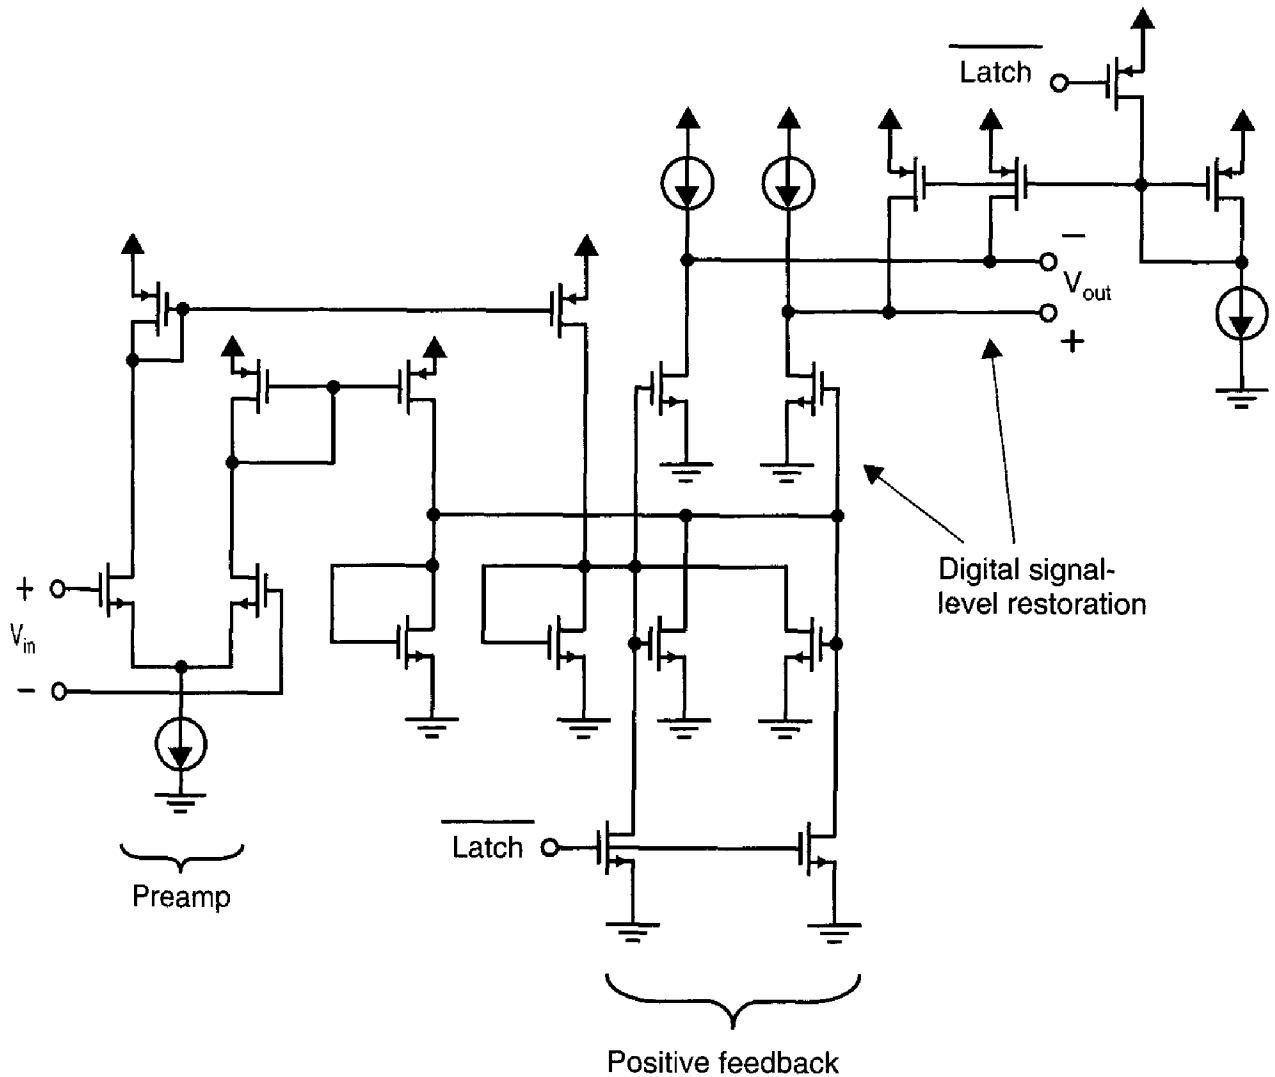 Latch
−
V_out
+
+
V_in
−
Digital signal-
level restoration
Latch
Preamp
Positive feedback